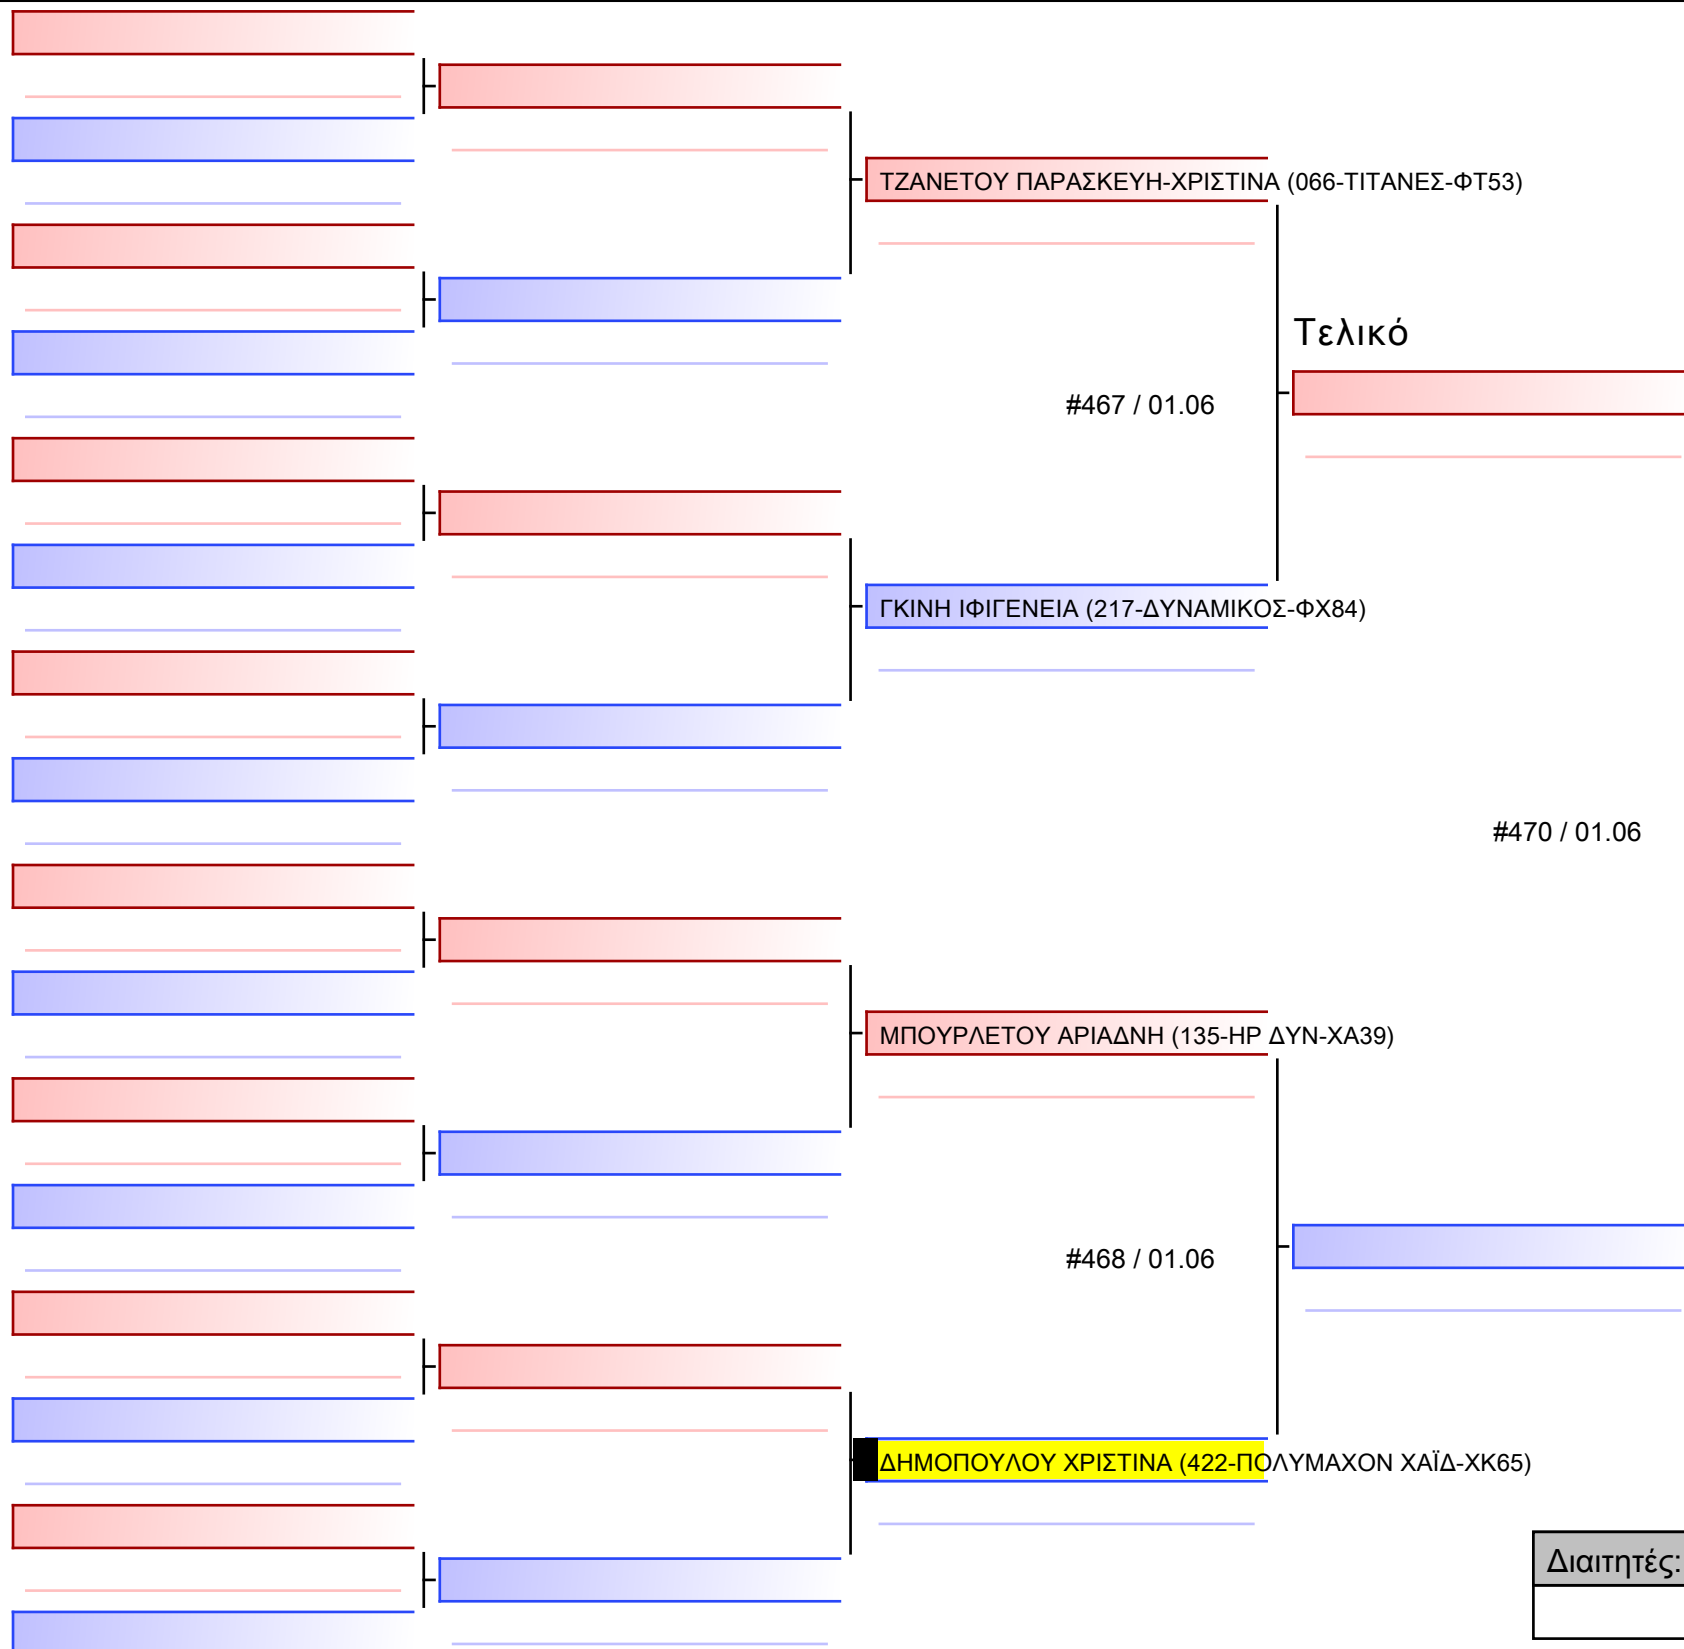 ΤΖΑΝΕΤΟΥ ΠΑΡΑΣΚΕΥΗ-ΧΡΙΣΤΙΝΑ (066-ΤΙΤΑΝΕΣ-ΦΤ53)
Τελικό
#467 / 01.06
ΓΚΙΝΗ ΙΦΙΓΕΝΕΙΑ (217-ΔΥΝΑΜΙΚΟΣ-ΦΧ84)
#470 / 01.06
ΜΠΟΥΡΛΕΤΟΥ ΑΡΙΑΔΝΗ (135-ΗΡ ΔΥΝ-ΧΑ39)
#468 / 01.06
ΔΗΜΟΠΟΥΛΟΥ ΧΡΙΣΤΙΝΑ (422-ΠΟΛΥΜΑΧΟΝ ΧΑΪΔ-ΧΚ65)
Διαιτητές: